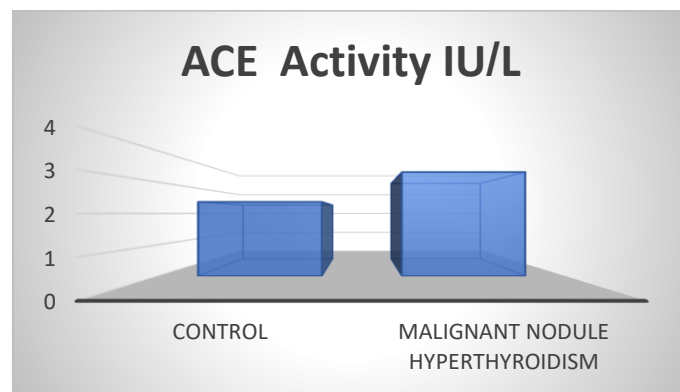 ACE Activity IU/L
4
3
2
1
0
CONTROL
MALIGNANT NODULE
HYPERTHYROIDISM